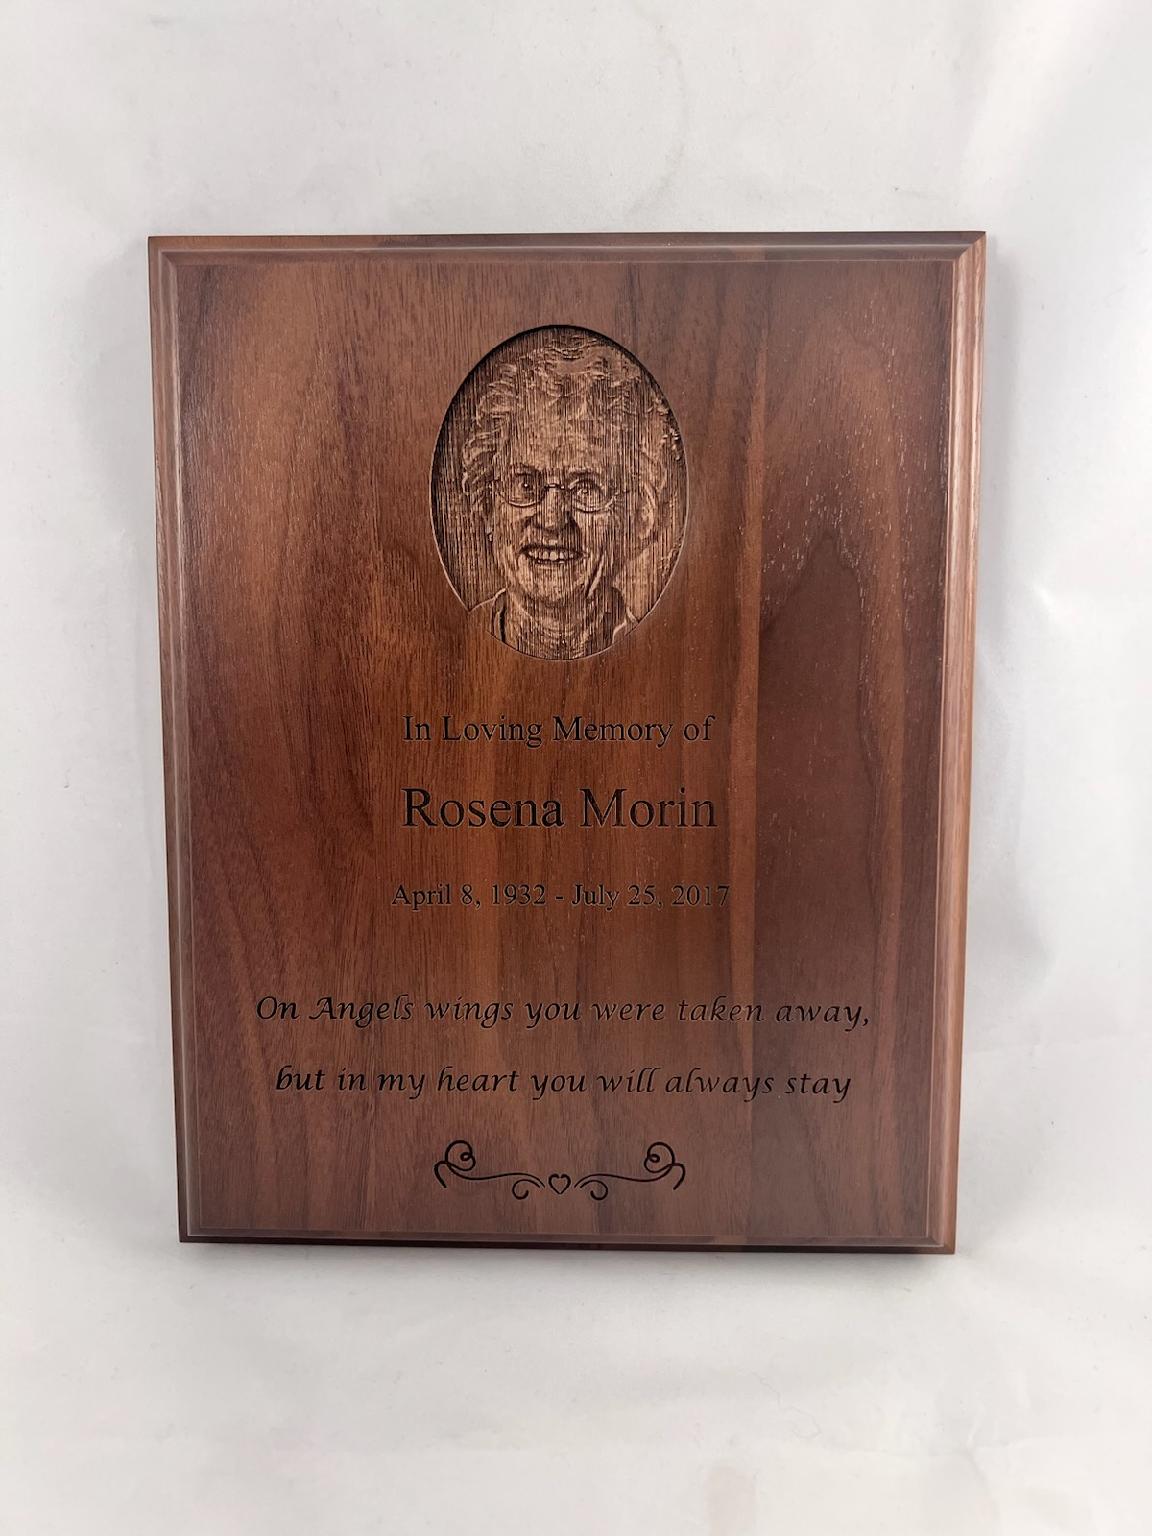 In Loving Memory of
Rosena Morin
April 8, 1932 - July 25, 2017
On Angels wings you were taken away,
but in my heart you will always stay